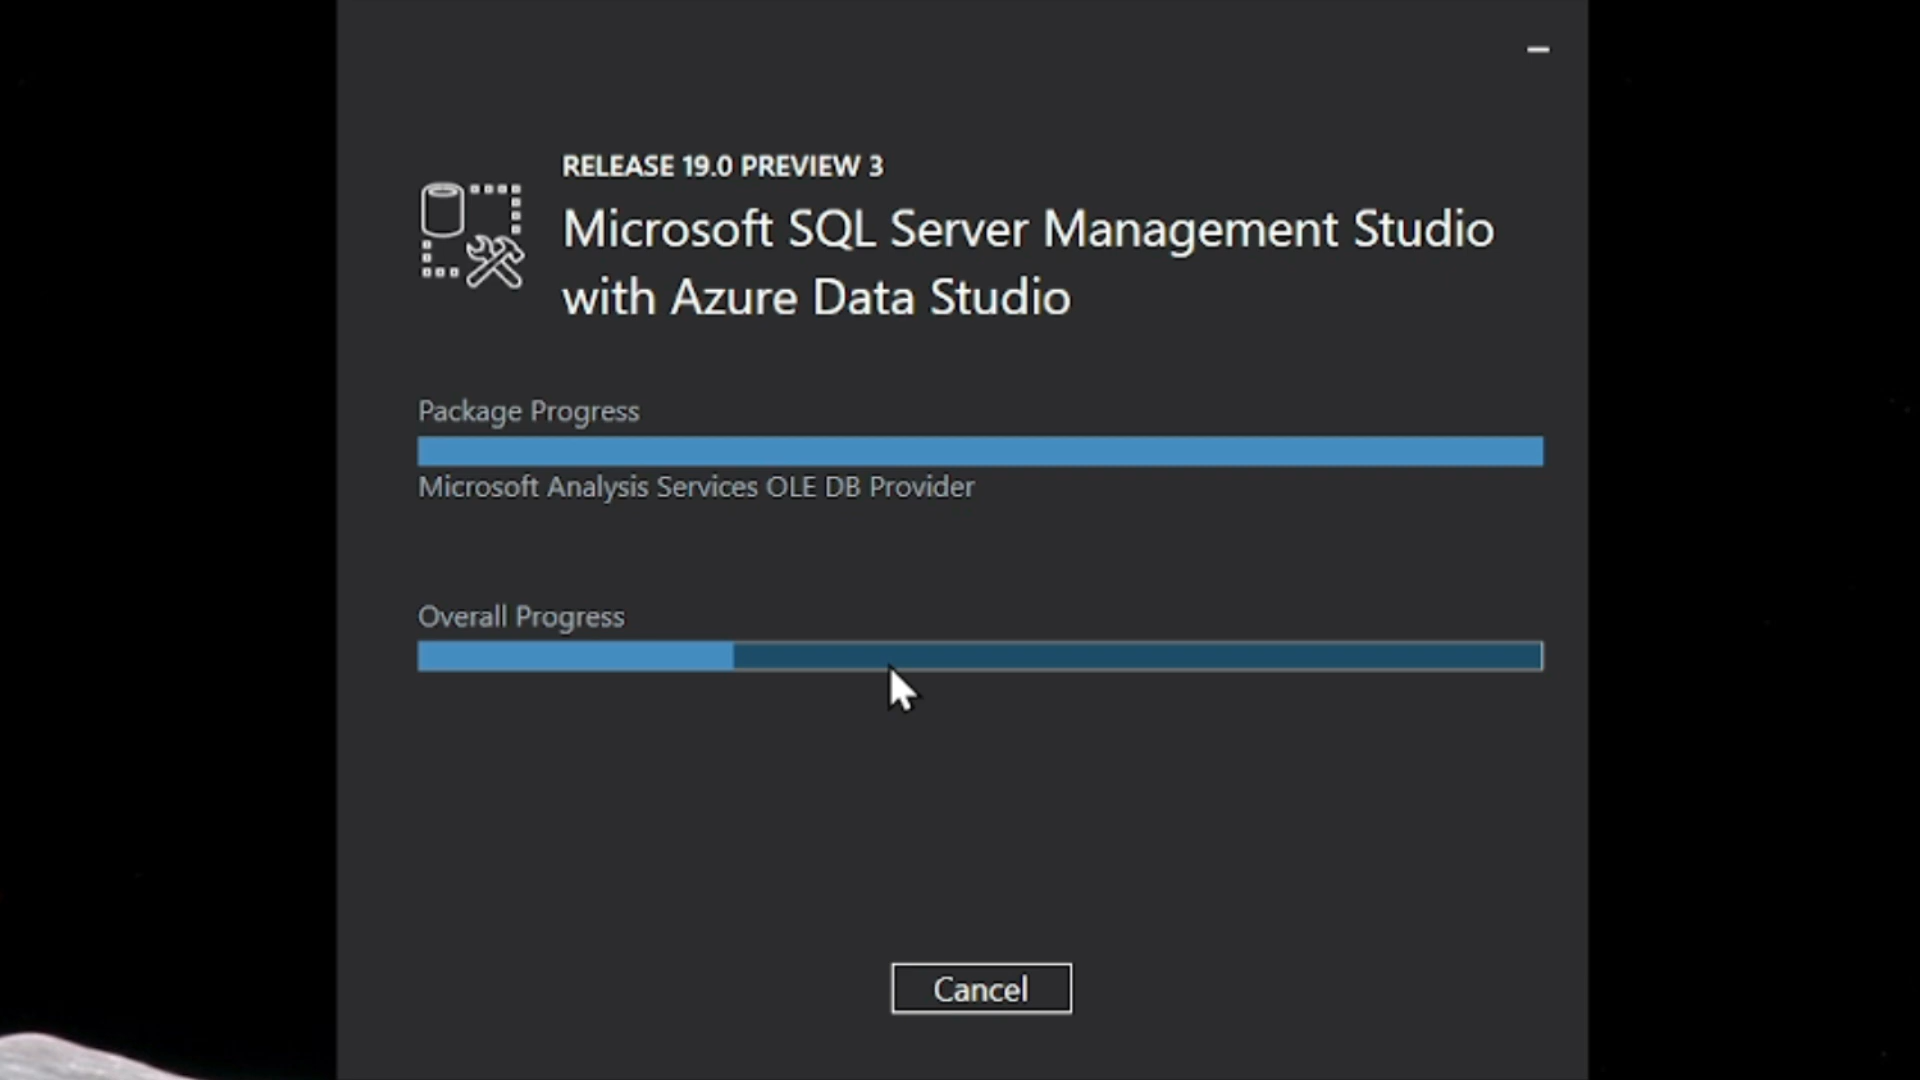 RELEASE 19.0 PREVIEW 3
Microsoft SQL Server Management Studio
with Azure Data Studio
Package Progress
Microsoft Analysis Services OLE DB Provider
Overall Progress
Cancel